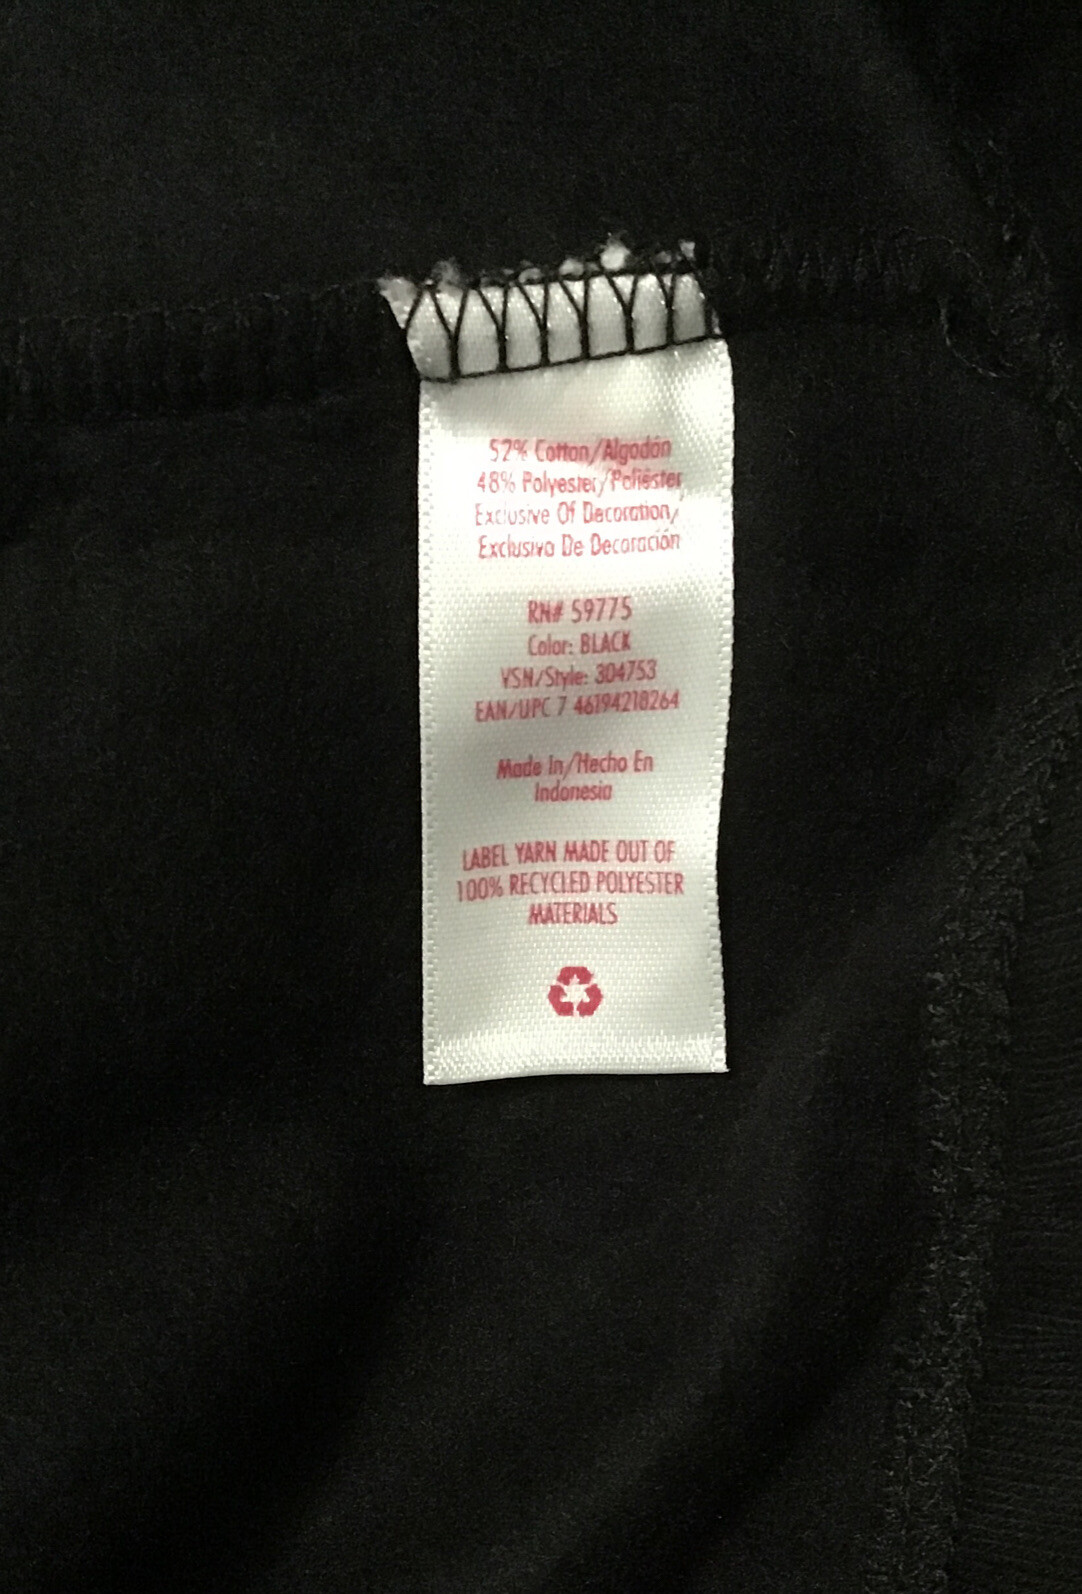 52% Cotton/Algodón
48% Polyester/Poliéster
Exclusive Of Decoration/
Exclusivo De Decoración
RN# 59775
Color: BLACK
VSN/Style: 304753
EAN/UPC 7 46194218264
Made In/Hecho En
Indonesia
LABEL YARN MADE OUT OF
100% RECYCLED POLYESTER
MATERIALS